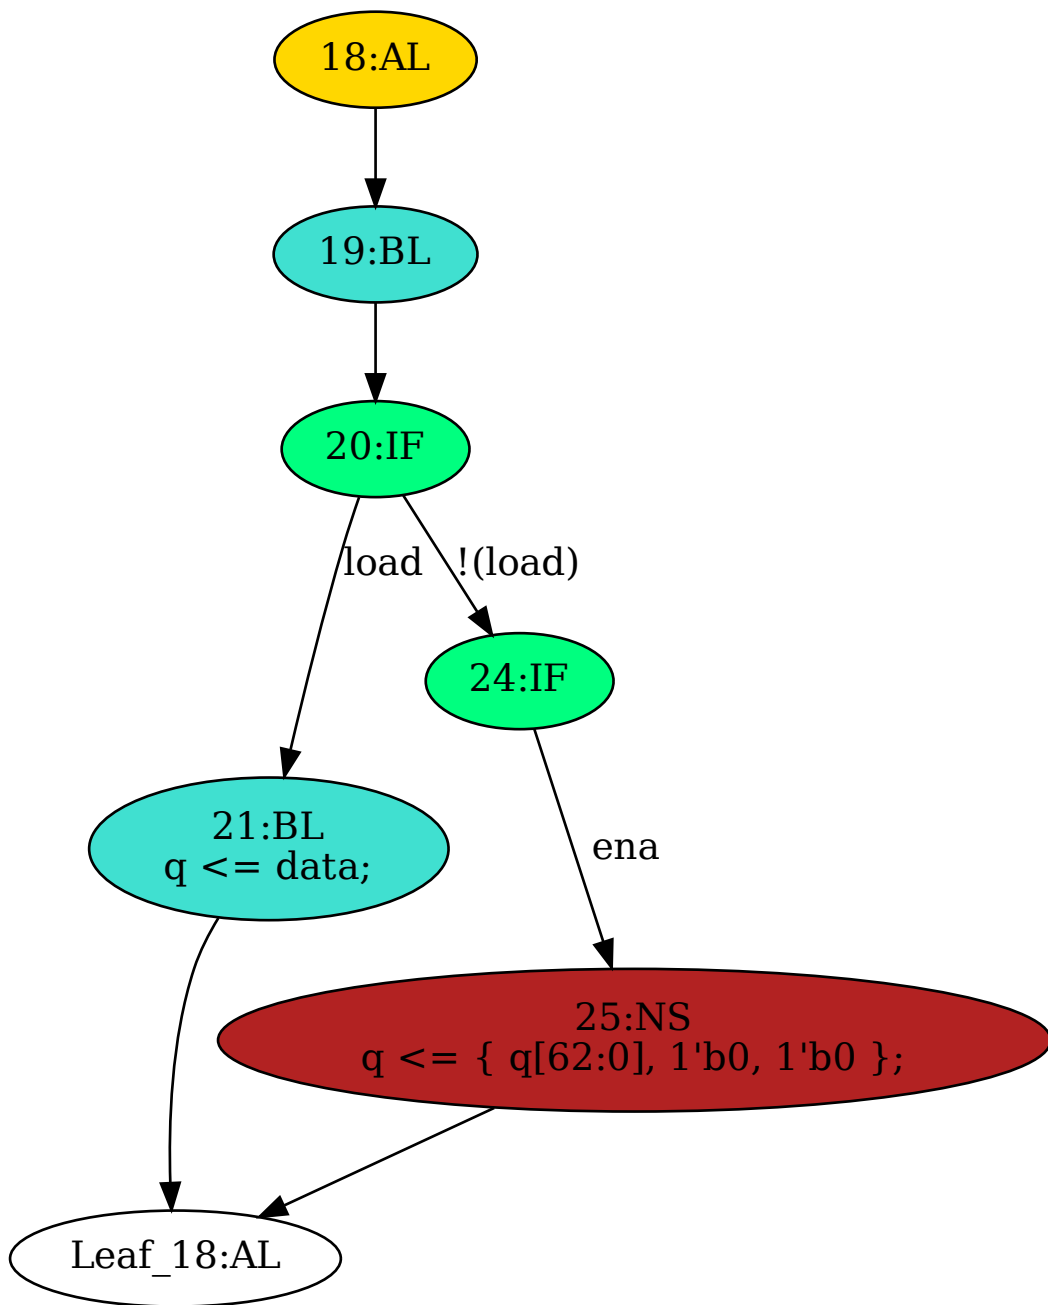 18:AL
19:BL
20:IF
load
!(load)
24:IF
21:BL
q <= data;
ena
25:NS
q <= { q[62:0], 1'b0, 1'b0 };
Leaf_18:AL